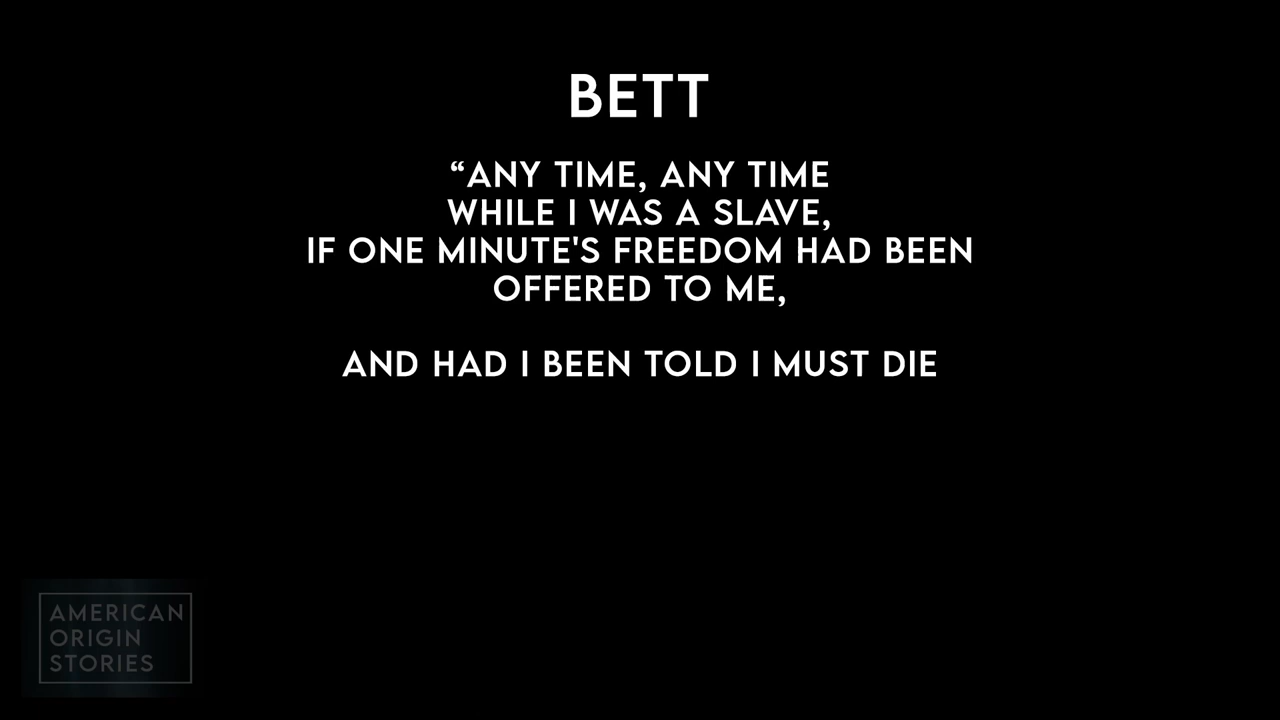 BETT
“ANY TIME, ANY TIME
WHILE I WAS A SLAVE,
IF ONE MINUTE'S FREEDOM HAD BEEN
OFFERED TO ME,
AND HAD I BEEN TOLD I MUST DIE
AMERICAN
ORIGIN
STORIES